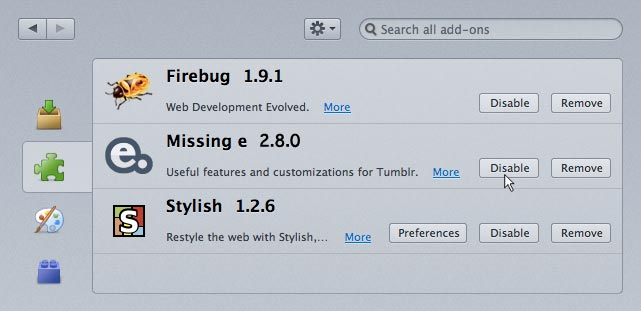 Search all add-ons
Firebug 1.9.1
Web Development Evolved. More Disable Remove
Missing e 2.8.0
e.
Useful features and customizations for Tumblr. More Disable Remove
Stylish 1.2.6
S
Restyle the web with Stylish,... More Preferences Disable Remove